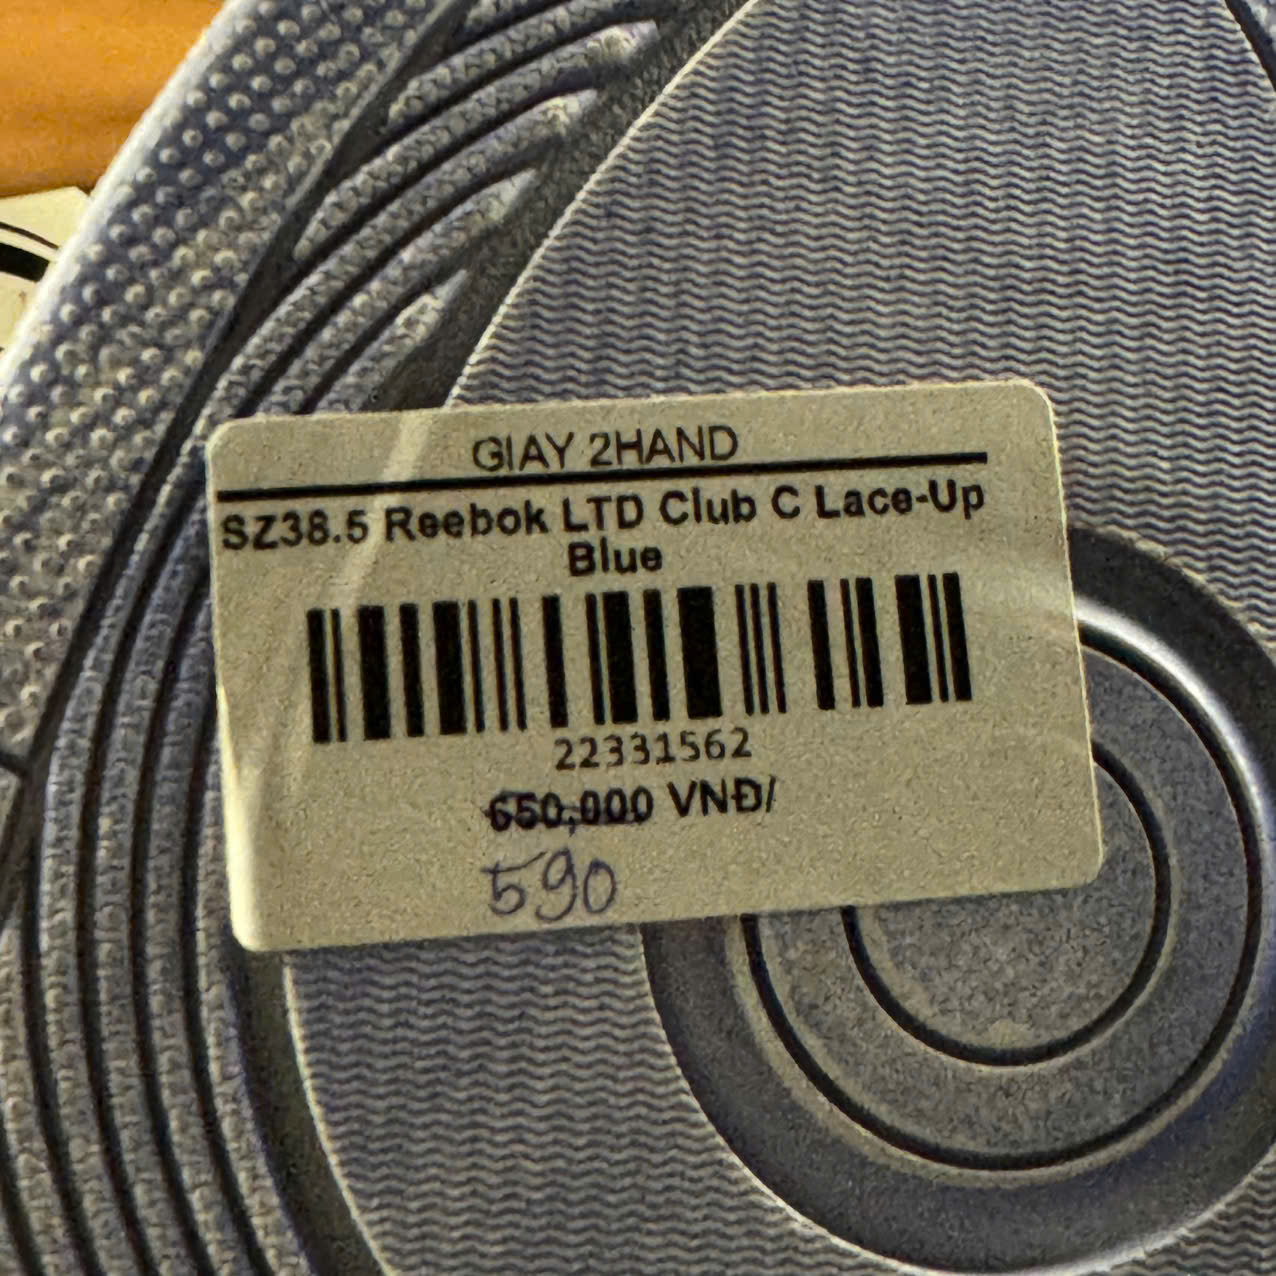 GIAY 2HAND
SZ38.5 Reebok LTD Club C Lace-Up
Blue
22331562
650,000 VNĐ/
590